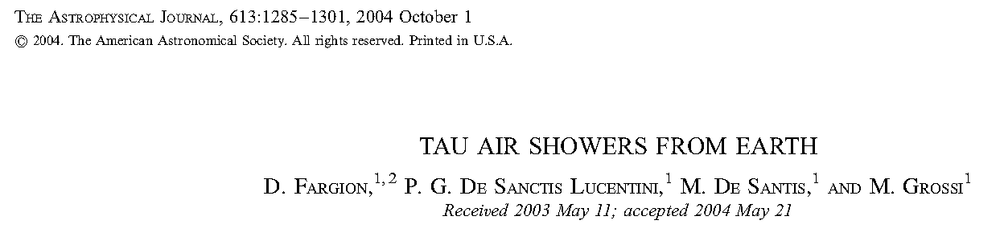 The Astrophysical Journal, 613:1285–1301, 2004 October 1
© 2004. The American Astronomical Society. All rights reserved. Printed in U.S.A.
TAU AIR SHOWERS FROM EARTH
D. Fargion,1,2 P. G. De Sanctis Lucentini,1 M. De Santis,1 and M. Grossi1
Received 2003 May 11; accepted 2004 May 21